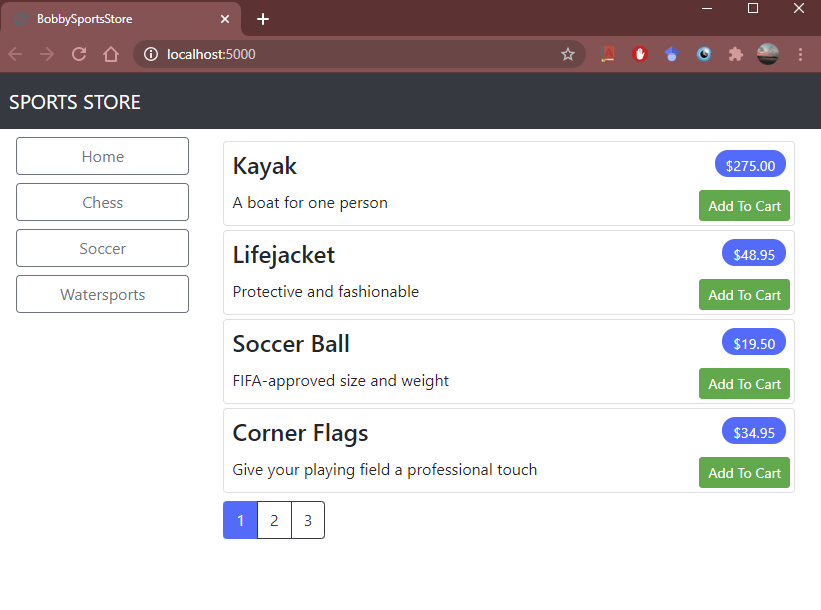 BobbySportsStore
localhost:5000
SPORTS STORE
Home
Chess
Soccer
Watersports
Kayak
$275.00
A boat for one person
Add To Cart
Lifejacket
$48.95
Protective and fashionable
Add To Cart
Soccer Ball
$19.50
FIFA-approved size and weight
Add To Cart
Corner Flags
$34.95
Give your playing field a professional touch
Add To Cart
1 2 3